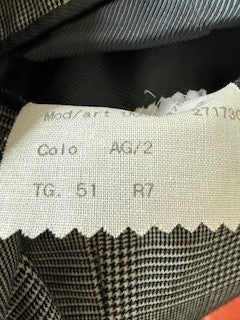 Mod/art
Colo AG/2
TG. 51 R7